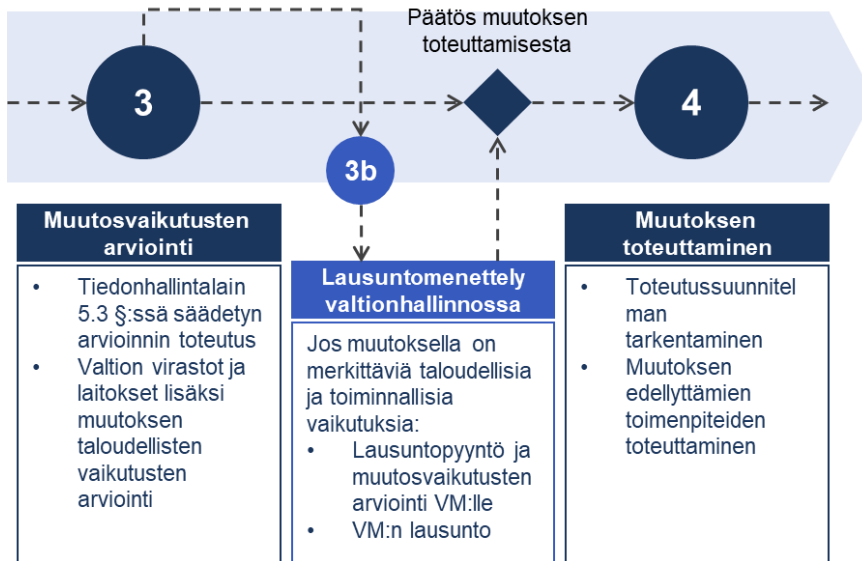 Päätös muutoksen
toteuttamisesta
3
4
3b
Muutosvaikutusten
arviointi
• Tiedonhallintalain
5.3 §:ssä säädetyn
arvioinnin toteutus
• Valtion virastot ja
laitokset lisäksi
muutoksen
taloudellisten
vaikutusten
arviointi
Lausuntomenettely
valtionhallinnossa
Jos muutoksella on
merkittäviä taloudellisia
ja toiminnallisia
vaikutuksia:
• Lausuntopyyntö ja
muutosvaikutusten
arviointi VM:lle
• VM:n lausunto
Muutoksen
toteuttaminen
• Toteutussuunnitel
man
tarkentaminen
• Muutoksen
edellyttämien
toimenpiteiden
toteuttaminen